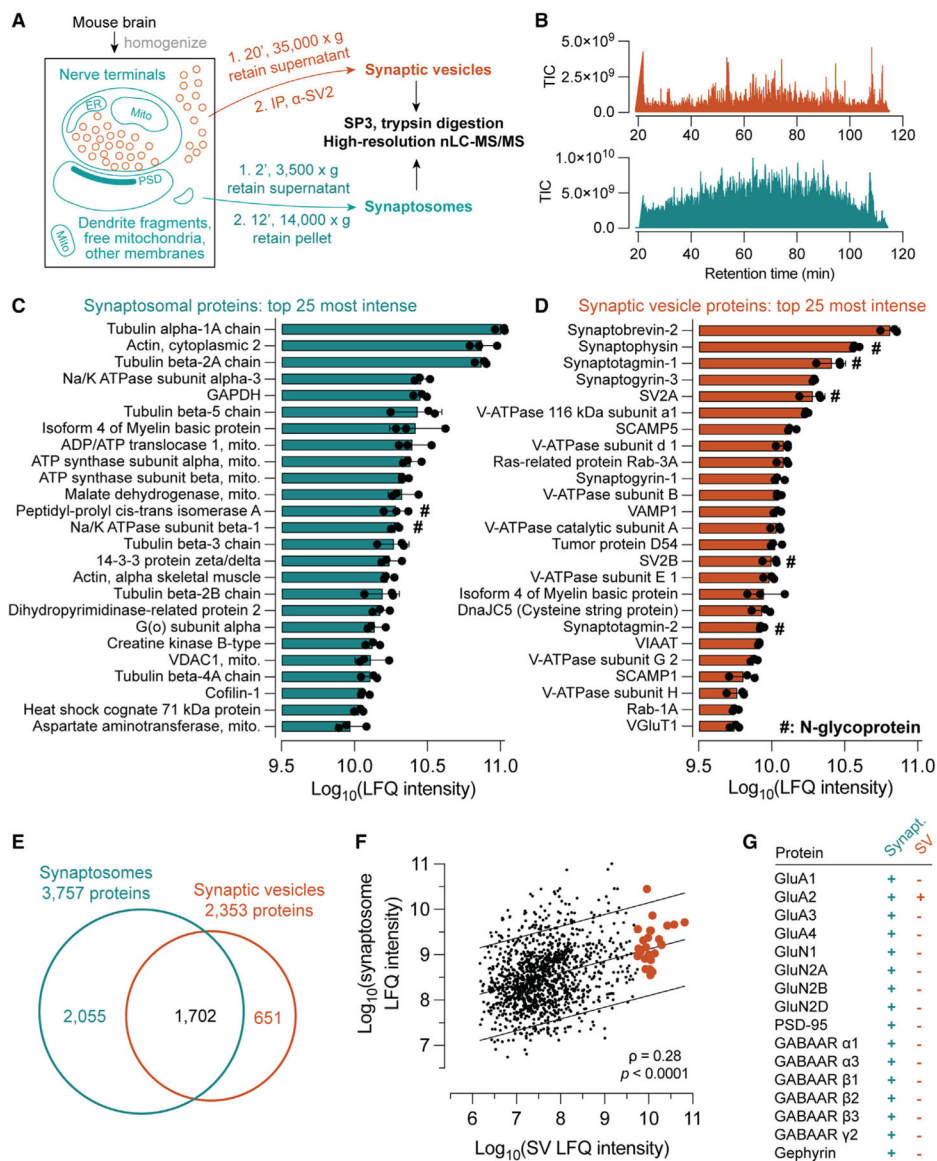 A
Mouse brain
homogenize
Nerve terminals
ER
Mito
PSD
Dendrite fragments,
free mitochondria,
other membranes
Mito
1. 20', 35,000 x g
retain supernatant
2. IP, α-SV2
Synaptic vesicles
SP3, trypsin digestion
High-resolution nLC-MS/MS
1. 2', 3,500 x g
retain supernatant
2. 12', 14,000 x g
retain pellet
Synaptosomes
B
TIC
5.0×10⁹
2.5×10⁹
0
20 40 60 80 100 120
TIC
1.0×10¹⁰
5.0×10⁹
0.0
20 40 60 80 100 120
Retention time (min)
C
Synaptosomal proteins: top 25 most intense
Tubulin alpha-1A chain
Actin, cytoplasmic 2
Tubulin beta-2A chain
Na/K ATPase subunit alpha-3
GAPDH
Tubulin beta-5 chain
Isoform 4 of Myelin basic protein
ADP/ATP translocase 1, mito.
ATP synthase subunit alpha, mito.
ATP synthase subunit beta, mito.
Malate dehydrogenase, mito.
Peptidyl-prolyl cis-trans isomerase A #
Na/K ATPase subunit beta-1 #
Tubulin beta-3 chain
14-3-3 protein zeta/delta
Actin, alpha skeletal muscle
Tubulin beta-2B chain
Dihydropyrimidinase-related protein 2
G(o) subunit alpha
Creatine kinase B-type
VDAC1, mito.
Tubulin beta-4A chain
Cofilin-1
Heat shock cognate 71 kDa protein
Aspartate aminotransferase, mito.
9.5 10.0 10.5 11.0
Log₁₀(LFQ intensity)
D
Synaptic vesicle proteins: top 25 most intense
Synaptobrevin-2
Synaptophysin #
Synaptotagmin-1 #
Synaptogyrin-3
SV2A #
V-ATPase 116 kDa subunit a1
SCAMP5
V-ATPase subunit d 1
Ras-related protein Rab-3A
Synaptogyrin-1
V-ATPase subunit B
VAMP1
V-ATPase catalytic subunit A
Tumor protein D54
SV2B #
V-ATPase subunit E 1
Isoform 4 of Myelin basic protein
DnaJC5 (Cysteine string protein)
Synaptotagmin-2 #
VIAAT
V-ATPase subunit G 2
SCAMP1
V-ATPase subunit H
Rab-1A
VGluT1
#: N-glycoprotein
9.5 10.0 10.5 11.0
Log₁₀(LFQ intensity)
E
Synaptosomes
3,757 proteins
Synaptic vesicles
2,353 proteins
2,055 1,702 651
F
Log₁₀(synaptosome
LFQ intensity)
11
10
9
8
7
ρ = 0.28
p < 0.0001
6 7 8 9 10 11
Log₁₀(SV LFQ intensity)
G
Protein Synapt. SV
GluA1 + -
GluA2 + +
GluA3 + -
GluA4 + -
GluN1 + -
GluN2A + -
GluN2B + -
GluN2D + -
PSD-95 + -
GABAAR α1 + -
GABAAR α3 + -
GABAAR β1 + -
GABAAR β2 + -
GABAAR β3 + -
GABAAR γ2 + -
Gephyrin + -